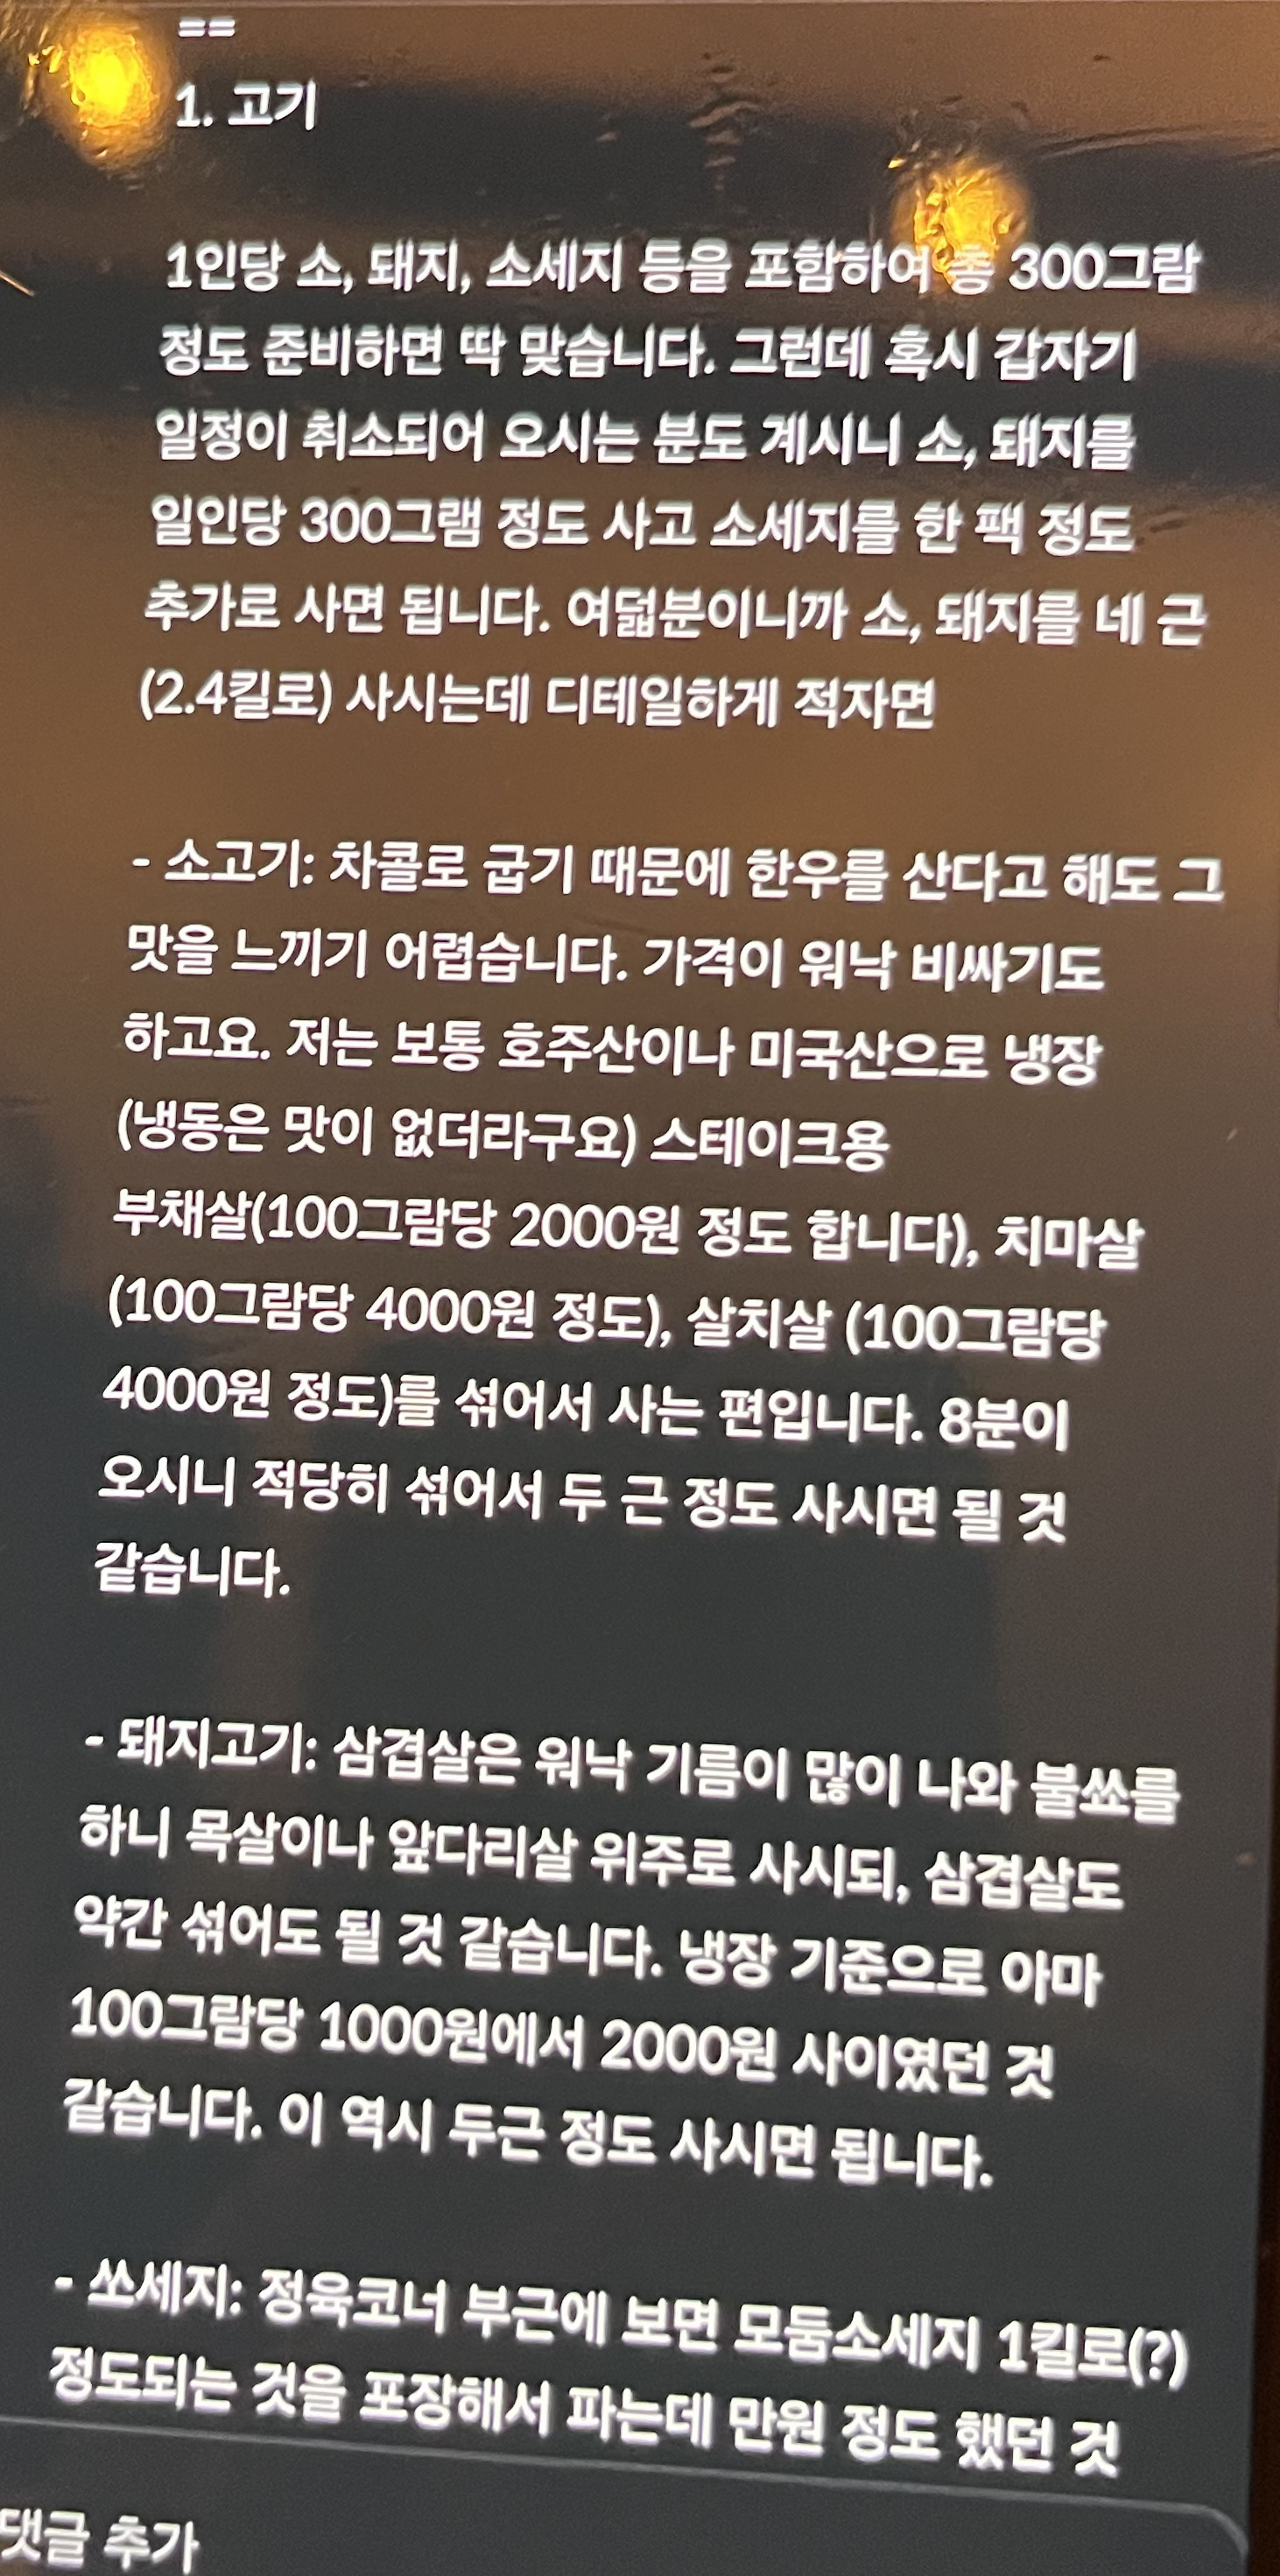 ==
1. 고기
1인당 소, 돼지, 소세지 등을 포함하여 총 300그람
정도 준비하면 딱 맞습니다. 그런데 혹시 갑자기
일정이 취소되어 오시는 분도 계시니 소, 돼지를
일인당 300그램 정도 사고 소세지를 한 팩 정도
추가로 사면 됩니다. 여덟분이니까 소, 돼지를 네 근
(2.4킬로) 사시는데 디테일하게 적자면
- 소고기: 차콜로 굽기 때문에 한우를 산다고 해도 그
맛을 느끼기 어렵습니다. 가격이 워낙 비싸기도
하고요. 저는 보통 호주산이나 미국산으로 냉장
(냉동은 맛이 없더라구요) 스테이크용
부채살(100그람당 2000원 정도 합니다), 치마살
(100그람당 4000원 정도), 살치살 (100그람당
4000원 정도)를 섞어서 사는 편입니다. 8분이
오시니 적당히 섞어서 두 근 정도 사시면 될 것
같습니다.
- 돼지고기: 삼겹살은 워낙 기름이 많이 나와 불쑈를
하니 목살이나 앞다리살 위주로 사시되, 삼겹살도
약간 섞어도 될 것 같습니다. 냉장 기준으로 아마
100그람당 1000원에서 2000원 사이였던 것
같습니다. 이 역시 두근 정도 사시면 됩니다.
- 쏘세지: 정육코너 부근에 보면 모둠소세지 1킬로(?)
정도되는 것을 포장해서 파는데 만원 정도 했던 것
댓글 추가